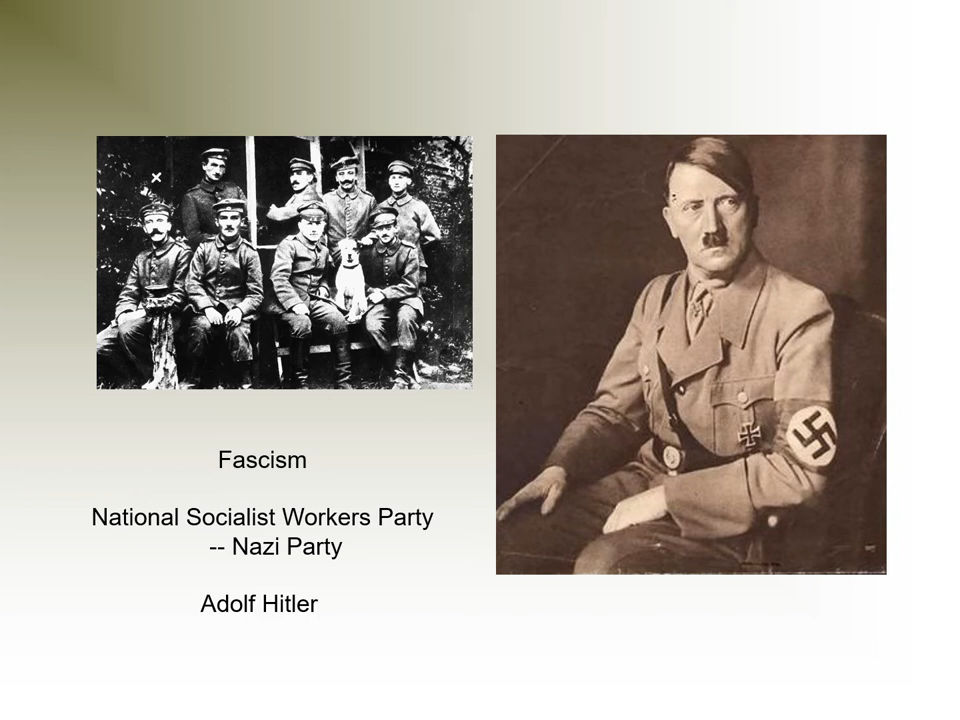 Fascism
National Socialist Workers Party
-- Nazi Party
Adolf Hitler